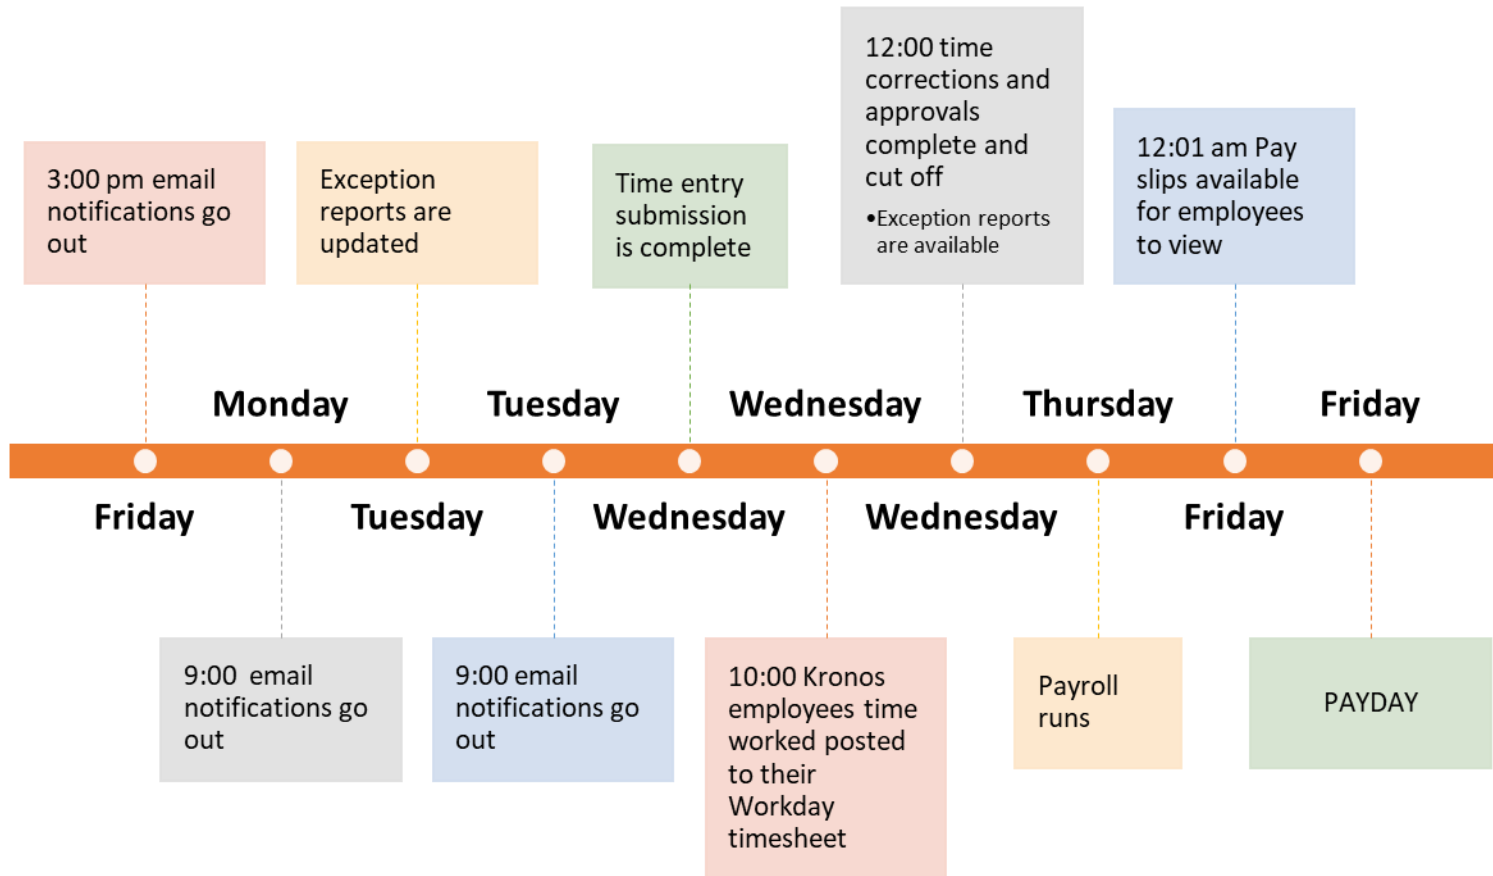 3:00 pm email
notifications go
out
Exception
reports are
updated
Time entry
submission
is complete
12:00 time
corrections and
approvals
complete and
cut off
•Exception reports
are available
12:01 am Pay
slips available
for employees
to view
Monday
Tuesday
Wednesday
Thursday
Friday
Friday
Tuesday
Wednesday
Wednesday
Friday
9:00 email
notifications go
out
9:00 email
notifications go
out
10:00 Kronos
employees time
worked posted
to their
Workday
timesheet
Payroll
runs
PAYDAY